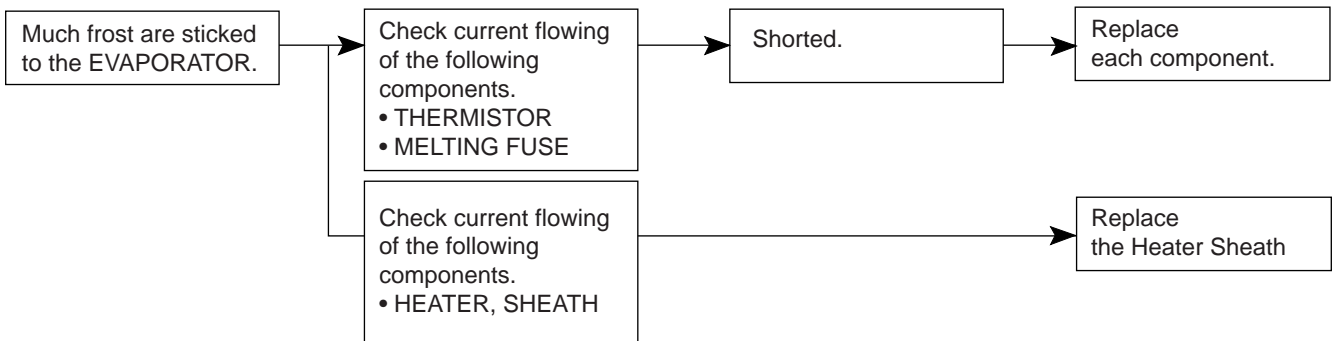 Much frost are sticked
to the EVAPORATOR.
Check current flowing
of the following
components.
• THERMISTOR
• MELTING FUSE
Shorted.
Replace
each component.
Check current flowing
of the following
components.
• HEATER, SHEATH
Replace
the Heater Sheath